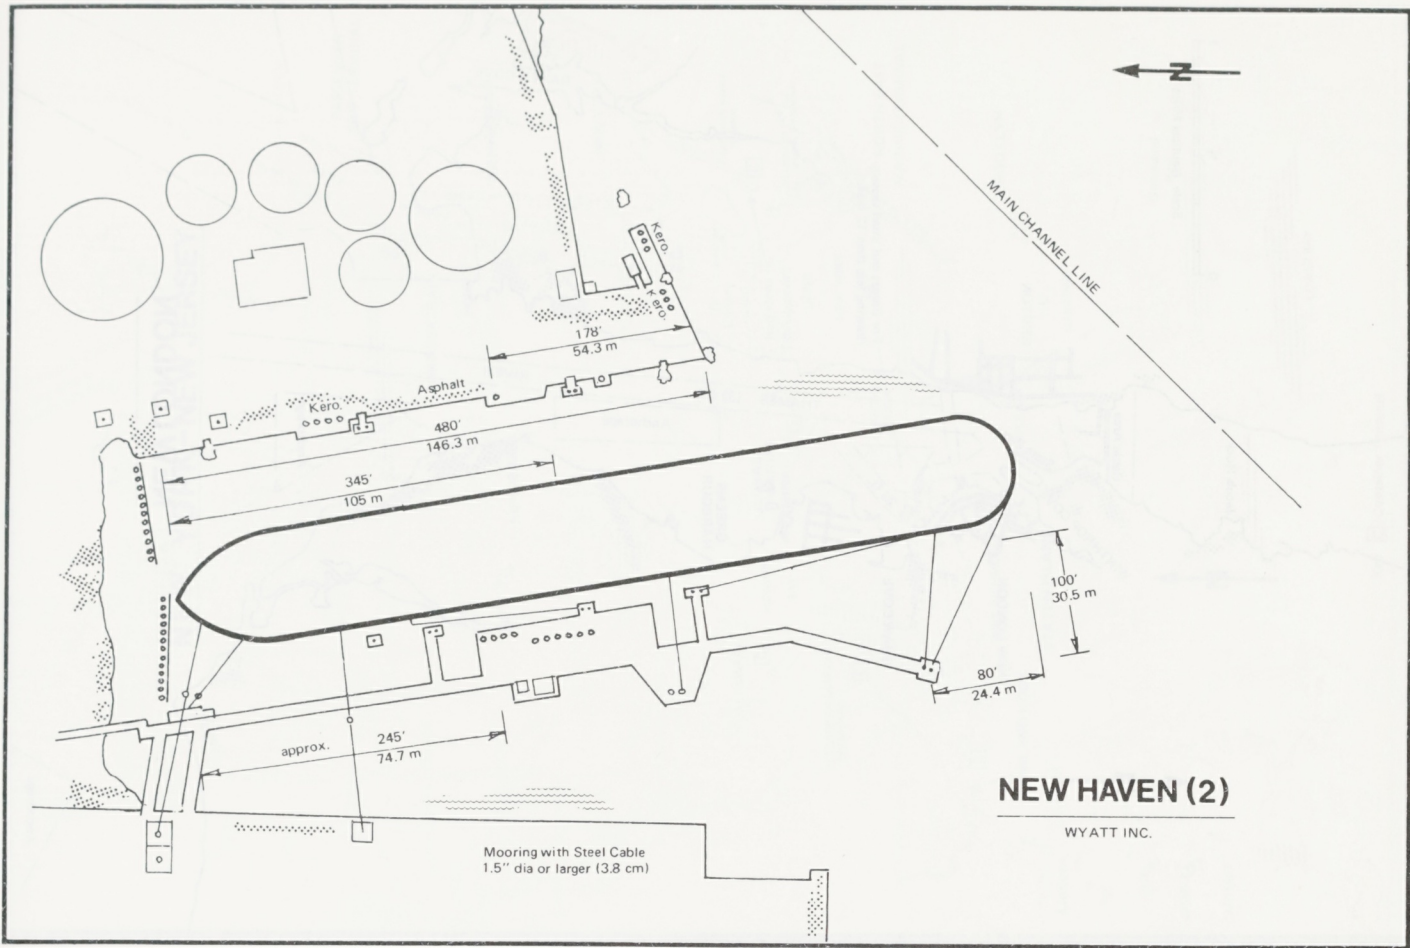 N
MAIN CHANNEL LINE
Kero.
Kero.
178'
54.3 m
Asphalt
Kero.
480'
146.3 m
345'
105 m
100'
30.5 m
80'
24.4 m
approx.
245'
74.7 m
NEW HAVEN (2)
WYATT INC.
Mooring with Steel Cable
1.5" dia or larger (3.8 cm)